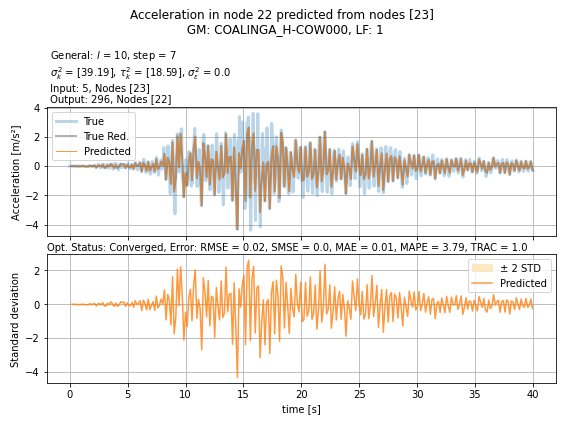 Acceleration in node 22 predicted from nodes [23]
GM: COALINGA_H-COW000, LF: 1
General: l = 10, step = 7
σ²ₖ = [39.19], τ²ₖ = [18.59], σ²ε = 0.0
Input: 5, Nodes [23]
Output: 296, Nodes [22]
Acceleration [m/s²]
4
2
0
−2
−4
True
True Red.
Predicted
Opt. Status: Converged, Error: RMSE = 0.02, SMSE = 0.0, MAE = 0.01, MAPE = 3.79, TRAC = 1.0
Standard deviation
2
0
−2
−4
± 2 STD
Predicted
0 5 10 15 20 25 30 35 40
time [s]